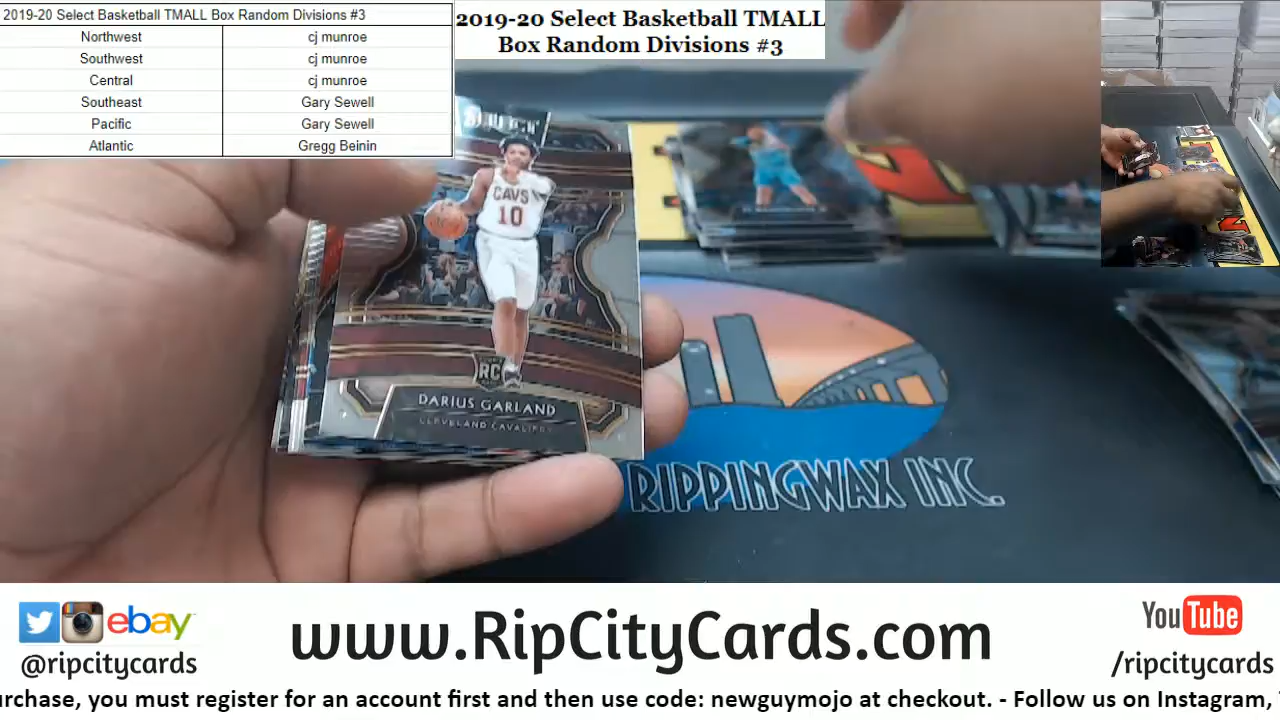 2019-20 Select Basketball TMALL Box Random Divisions #3
Northwest cj munroe
Southwest cj munroe
Central cj munroe
Southeast Gary Sewell
Pacific Gary Sewell
Atlantic Gregg Beinin
2019-20 Select Basketball TMALL
Box Random Divisions #3
SELECT
CAVS
10
RC
DARIUS GARLAND
CLEVELAND CAVALIERS
RIPPINGWAX INC.
ebay
@ripcitycards
www.RipCityCards.com
YouTube
/ripcitycards
urchase, you must register for an account first and then use code: newguymojo at checkout. - Follow us on Instagram,